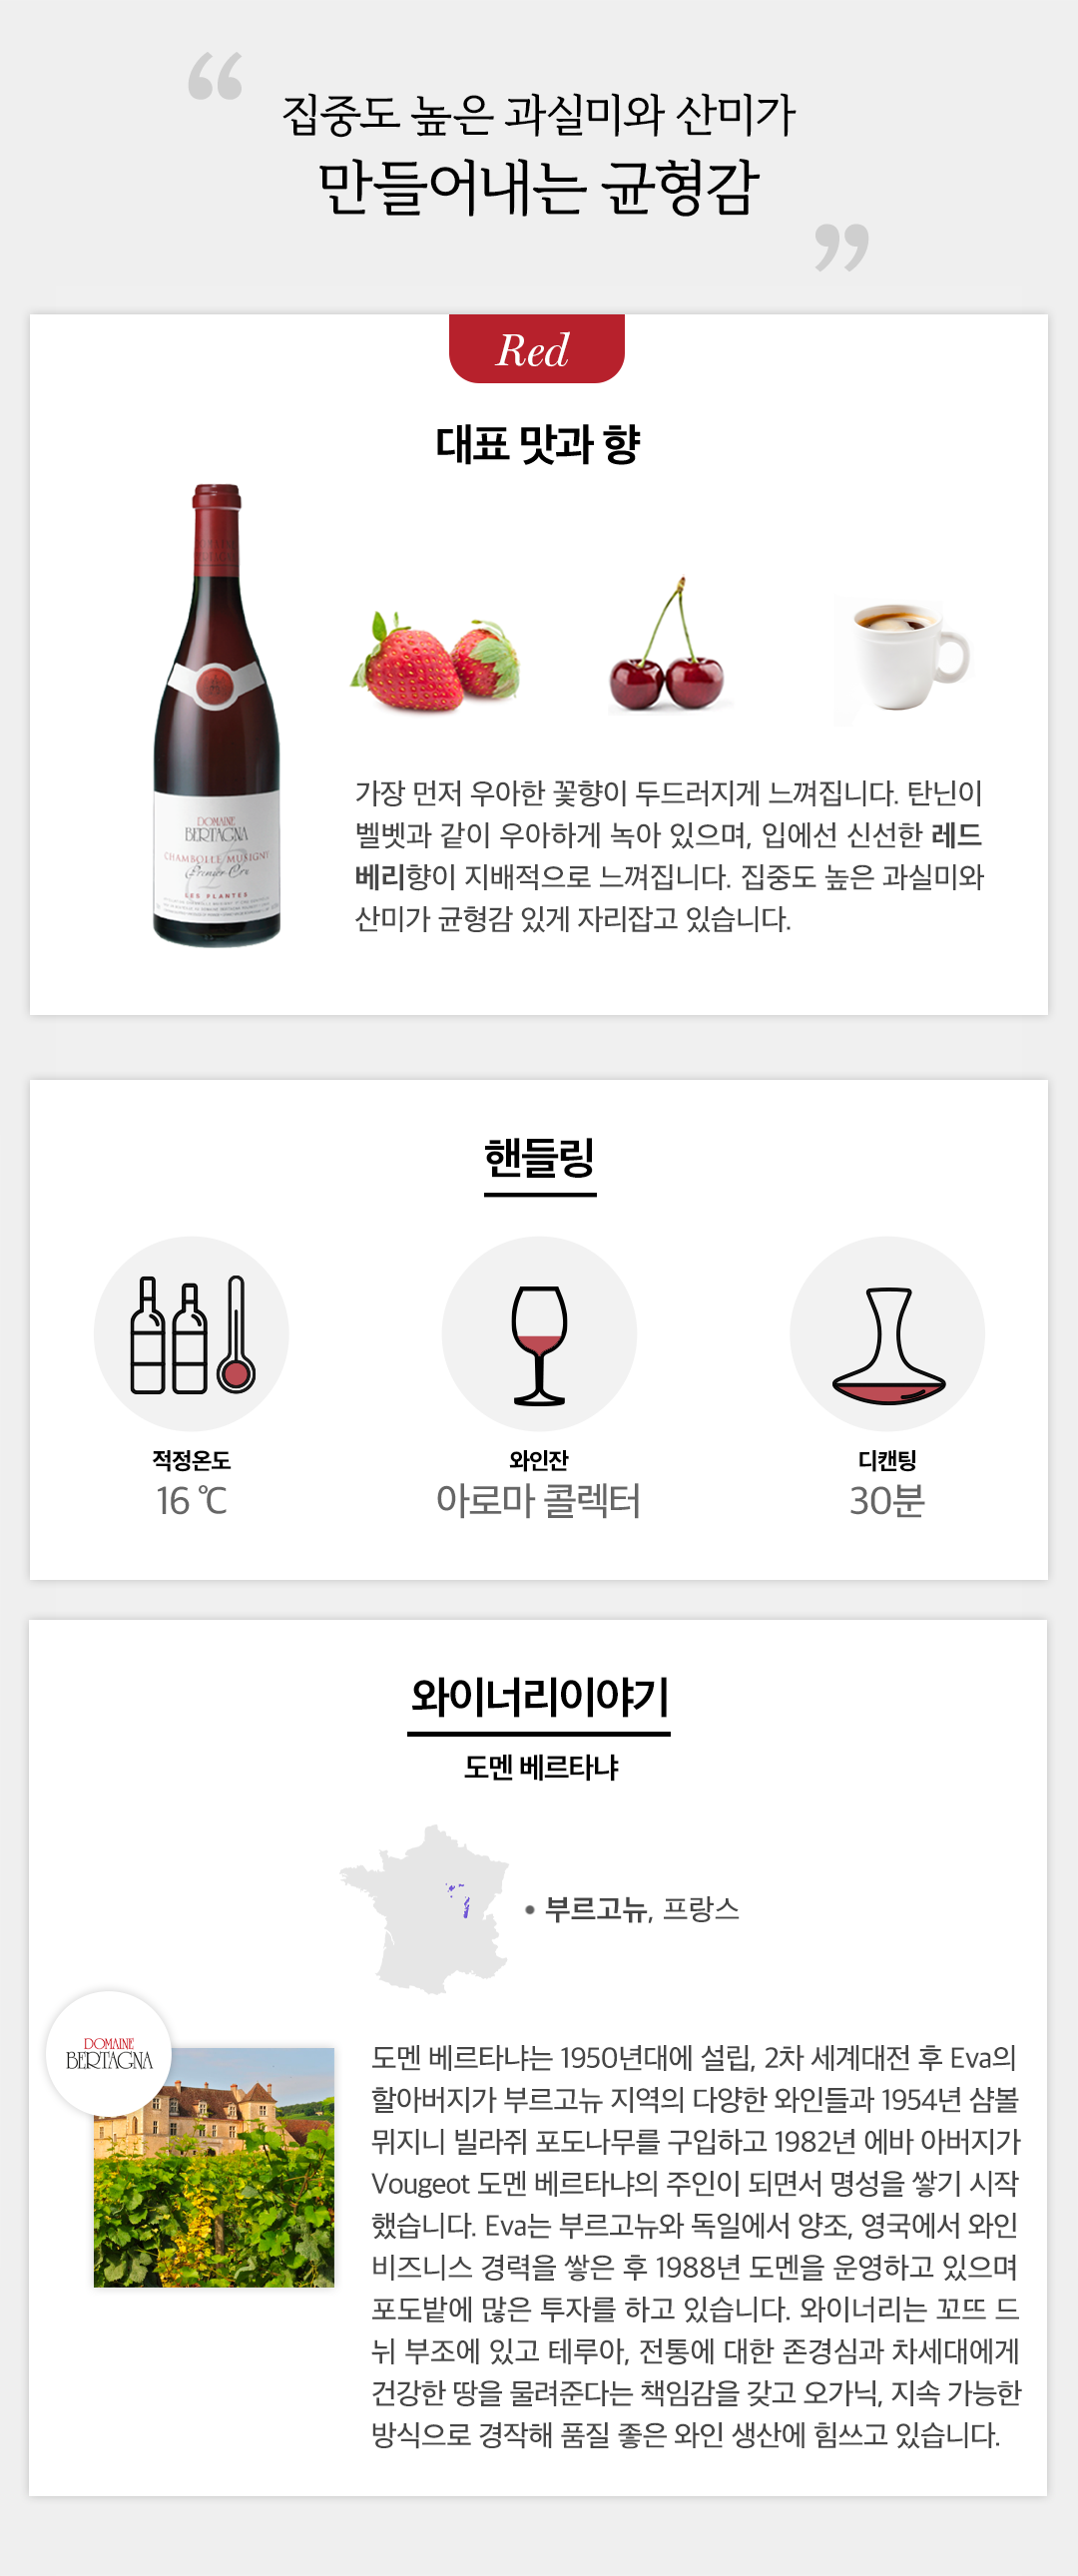 “
집중도 높은 과실미와 산미가
만들어내는 균형감
”
Red
대표 맛과 향
DOMAINE
BERTAGNA
CHAMBOLLE MUSIGNY
Premier Cru
LES PLANTES
가장 먼저 우아한 꽃향이 두드러지게 느껴집니다. 탄닌이
벨벳과 같이 우아하게 녹아 있으며, 입에선 신선한 레드
베리향이 지배적으로 느껴집니다. 집중도 높은 과실미와
산미가 균형감 있게 자리잡고 있습니다.
핸들링
적정온도
16 ℃
와인잔
아로마 콜렉터
디캔팅
30분
와이너리이야기
도멘 베르타냐
• 부르고뉴, 프랑스
DOMAINE
BERTAGNA
도멘 베르타냐는 1950년대에 설립, 2차 세계대전 후 Eva의
할아버지가 부르고뉴 지역의 다양한 와인들과 1954년 샴볼
뮈지니 빌라쥐 포도나무를 구입하고 1982년 에바 아버지가
Vougeot 도멘 베르타냐의 주인이 되면서 명성을 쌓기 시작
했습니다. Eva는 부르고뉴와 독일에서 양조, 영국에서 와인
비즈니스 경력을 쌓은 후 1988년 도멘을 운영하고 있으며
포도밭에 많은 투자를 하고 있습니다. 와이너리는 꼬뜨 드
뉘 부조에 있고 테루아, 전통에 대한 존경심과 차세대에게
건강한 땅을 물려준다는 책임감을 갖고 오가닉, 지속 가능한
방식으로 경작해 품질 좋은 와인 생산에 힘쓰고 있습니다.